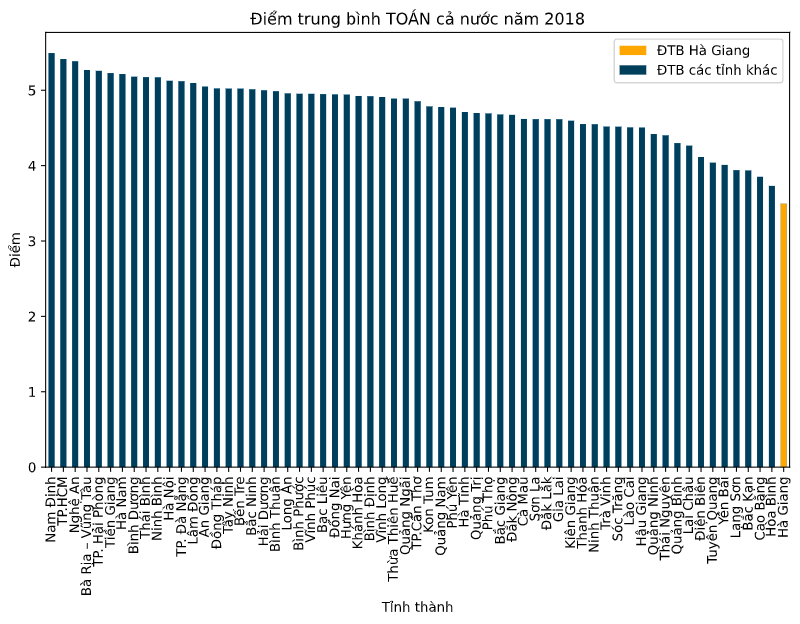 Điểm trung bình TOÁN cả nước năm 2018
ĐTB Hà Giang
ĐTB các tỉnh khác
Điểm
5
4
3
2
1
0
Nam Định
TP.HCM
Nghệ An
Bà Rịa – Vũng Tàu
TP. Hải Phòng
Tiền Giang
Hà Nam
Bình Dương
Thái Bình
Ninh Bình
Hà Nội
TP. Đà Nẵng
Lâm Đồng
An Giang
Đồng Tháp
Tây Ninh
Bến Tre
Bắc Ninh
Hải Dương
Bình Thuận
Long An
Bình Phước
Vĩnh Phúc
Bạc Liêu
Đồng Nai
Hưng Yên
Khánh Hòa
Bình Định
Vĩnh Long
Thừa Thiên Huế
Quảng Ngãi
TP.Cần Thơ
Kon Tum
Quảng Nam
Phú Yên
Hà Tĩnh
Quảng Trị
Phú Thọ
Bắc Giang
Đăk Nông
Cà Mau
Sơn La
Đắk Lắk
Gia Lai
Kiên Giang
Thanh Hóa
Ninh Thuận
Trà Vinh
Sóc Trăng
Lào Cai
Hậu Giang
Quảng Ninh
Thái Nguyên
Quảng Bình
Lai Châu
Điện Biên
Tuyên Quang
Yên Bái
Lạng Sơn
Bắc Kạn
Cao Bằng
Hòa Bình
Hà Giang
Tỉnh thành